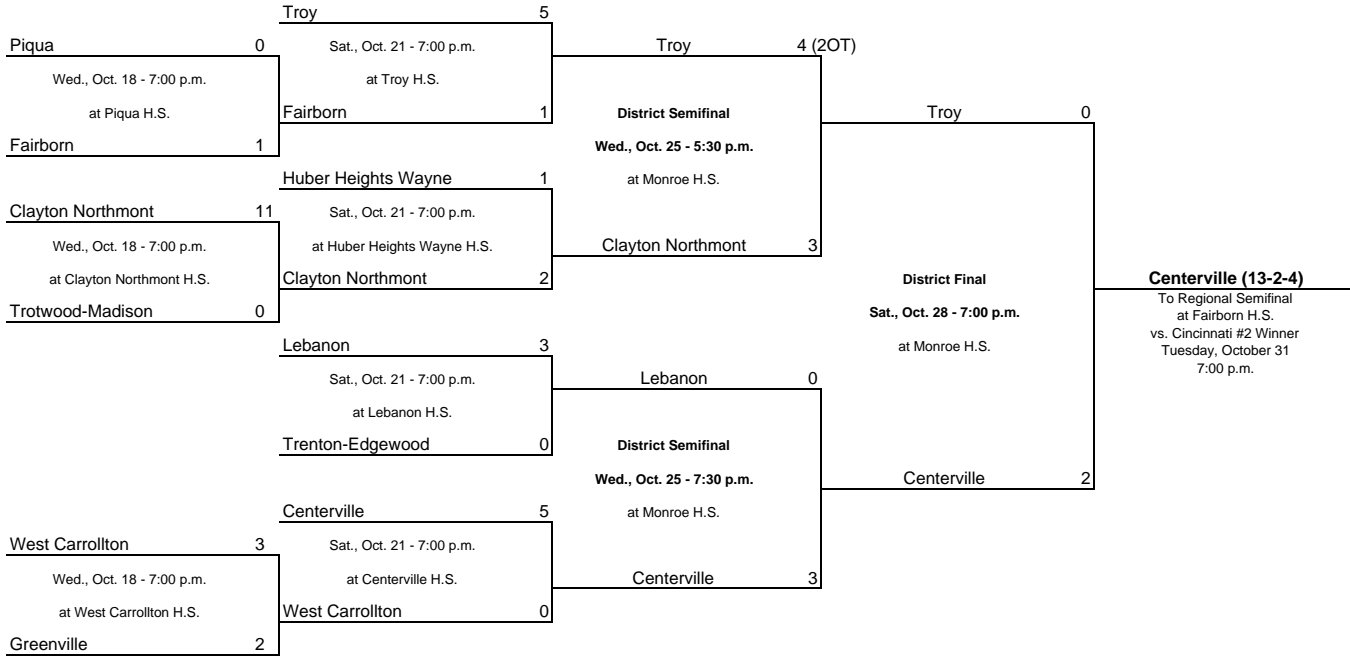 Piqua 0
Wed., Oct. 18 - 7:00 p.m.
at Piqua H.S.
Fairborn 1
Clayton Northmont 11
Wed., Oct. 18 - 7:00 p.m.
at Clayton Northmont H.S.
Trotwood-Madison 0
West Carrollton 3
Wed., Oct. 18 - 7:00 p.m.
at West Carrollton H.S.
Greenville 2
Troy 5
Sat., Oct. 21 - 7:00 p.m.
at Troy H.S.
Fairborn 1
Huber Heights Wayne 1
Sat., Oct. 21 - 7:00 p.m.
at Huber Heights Wayne H.S.
Clayton Northmont 2
Lebanon 3
Sat., Oct. 21 - 7:00 p.m.
at Lebanon H.S.
Trenton-Edgewood 0
Centerville 5
Sat., Oct. 21 - 7:00 p.m.
at Centerville H.S.
West Carrollton 0
Troy 4 (2OT)
District Semifinal
Wed., Oct. 25 - 5:30 p.m.
at Monroe H.S.
Clayton Northmont 3
Lebanon 0
District Semifinal
Wed., Oct. 25 - 7:30 p.m.
at Monroe H.S.
Centerville 3
Troy 0
District Final
Sat., Oct. 28 - 7:00 p.m.
at Monroe H.S.
Centerville 2
Centerville (13-2-4)
To Regional Semifinal
at Fairborn H.S.
vs. Cincinnati #2 Winner
Tuesday, October 31
7:00 p.m.